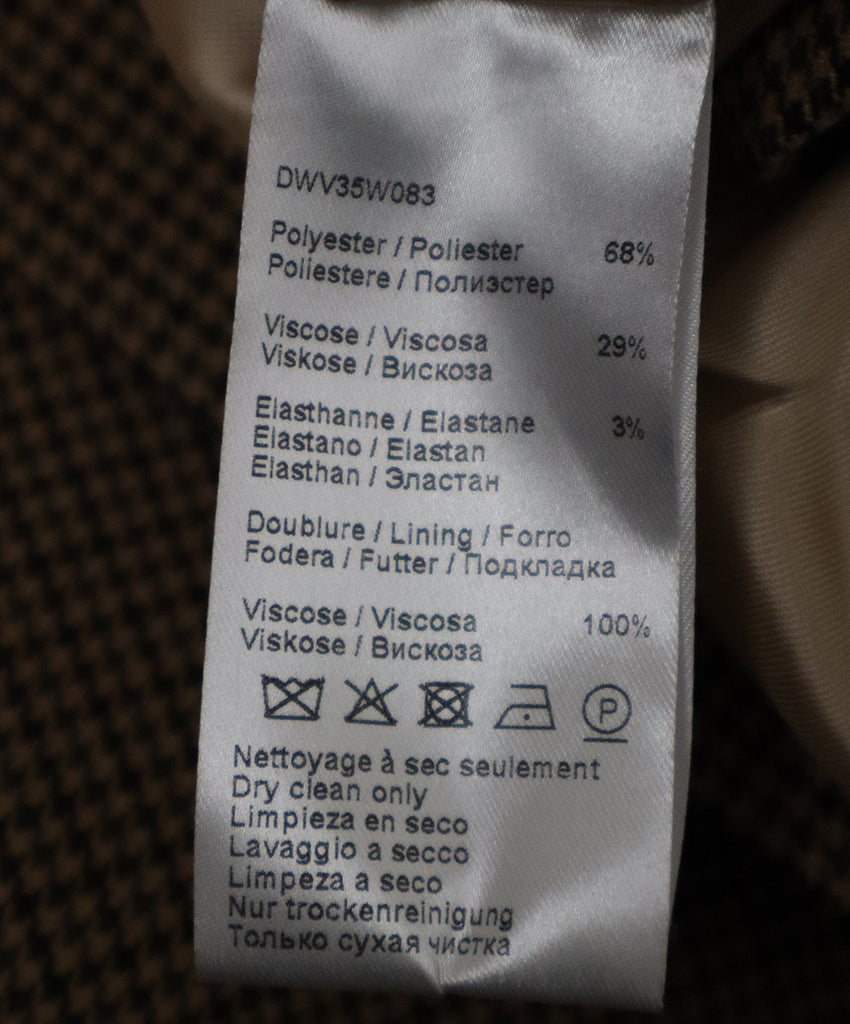 DWV35W083
Polyester / Poliester 68%
Poliestere / Полиэстер
Viscose / Viscosa 29%
Viskose / Вискоза
Elasthanne / Elastane 3%
Elastano / Elastan
Elasthan / Эластан
Doublure / Lining / Forro
Fodera / Futter / Подкладка
Viscose / Viscosa 100%
Viskose / Вискоза
P
Nettoyage à sec seulement
Dry clean only
Limpieza en seco
Lavaggio a secco
Limpeza a seco
Nur trockenreinigung
Только сухая чистка